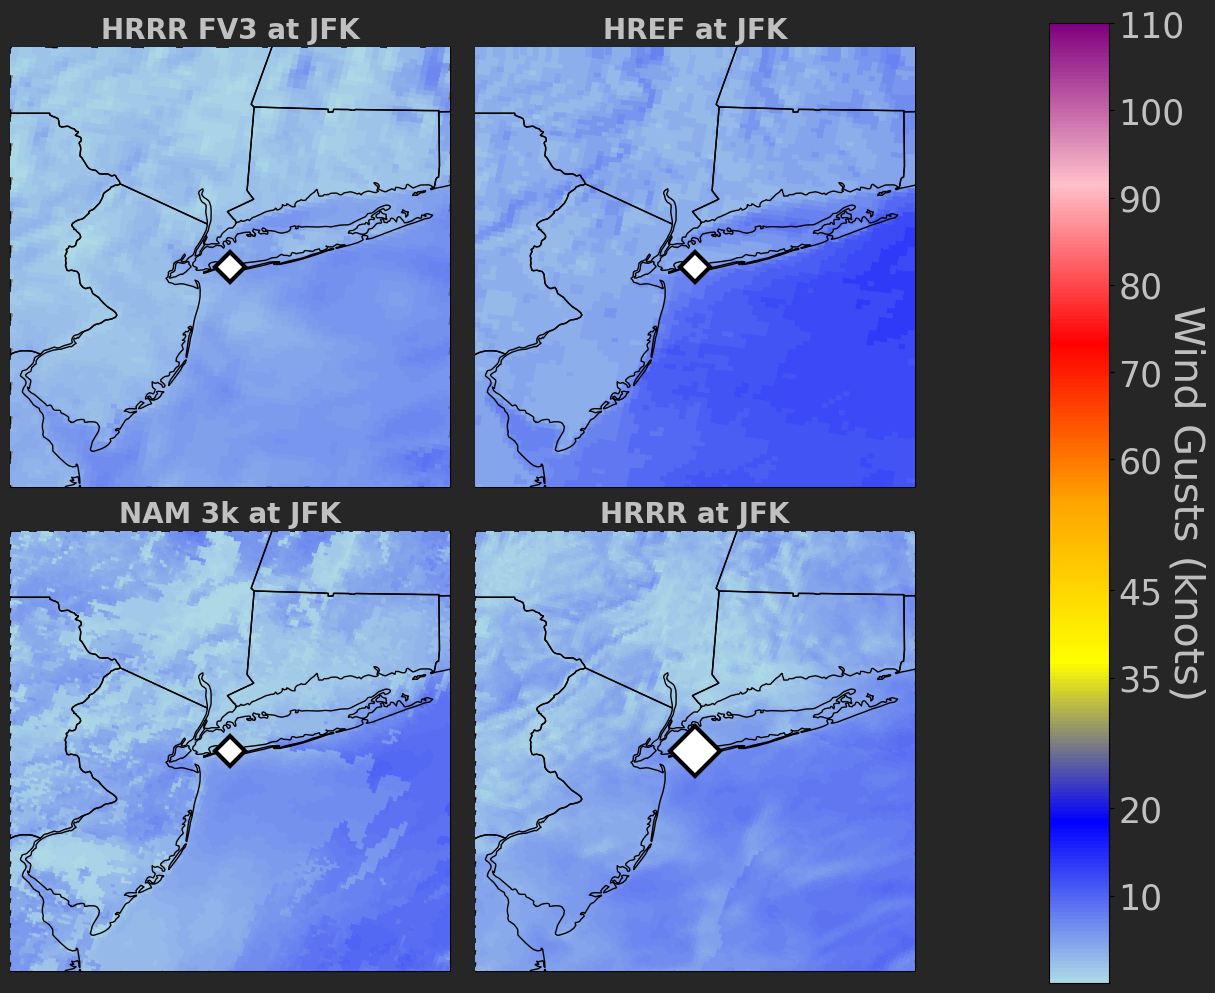 HRRR FV3 at JFK
HREF at JFK
NAM 3k at JFK
HRRR at JFK
110
100
90
80
70
60
45
35
20
10
Wind Gusts (knots)